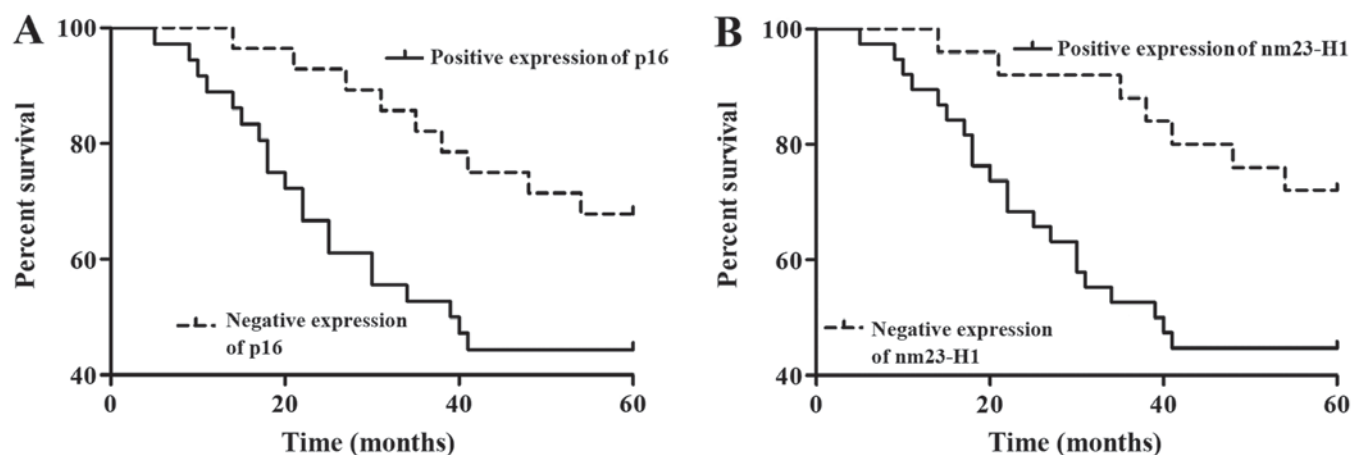 A
Percent survival
100
80
60
40
Positive expression of p16
Negative expression
of p16
0
20
40
60
Time (months)
B
Percent survival
100
80
60
40
Positive expression of nm23-H1
Negative expression
of nm23-H1
0
20
40
60
Time (months)